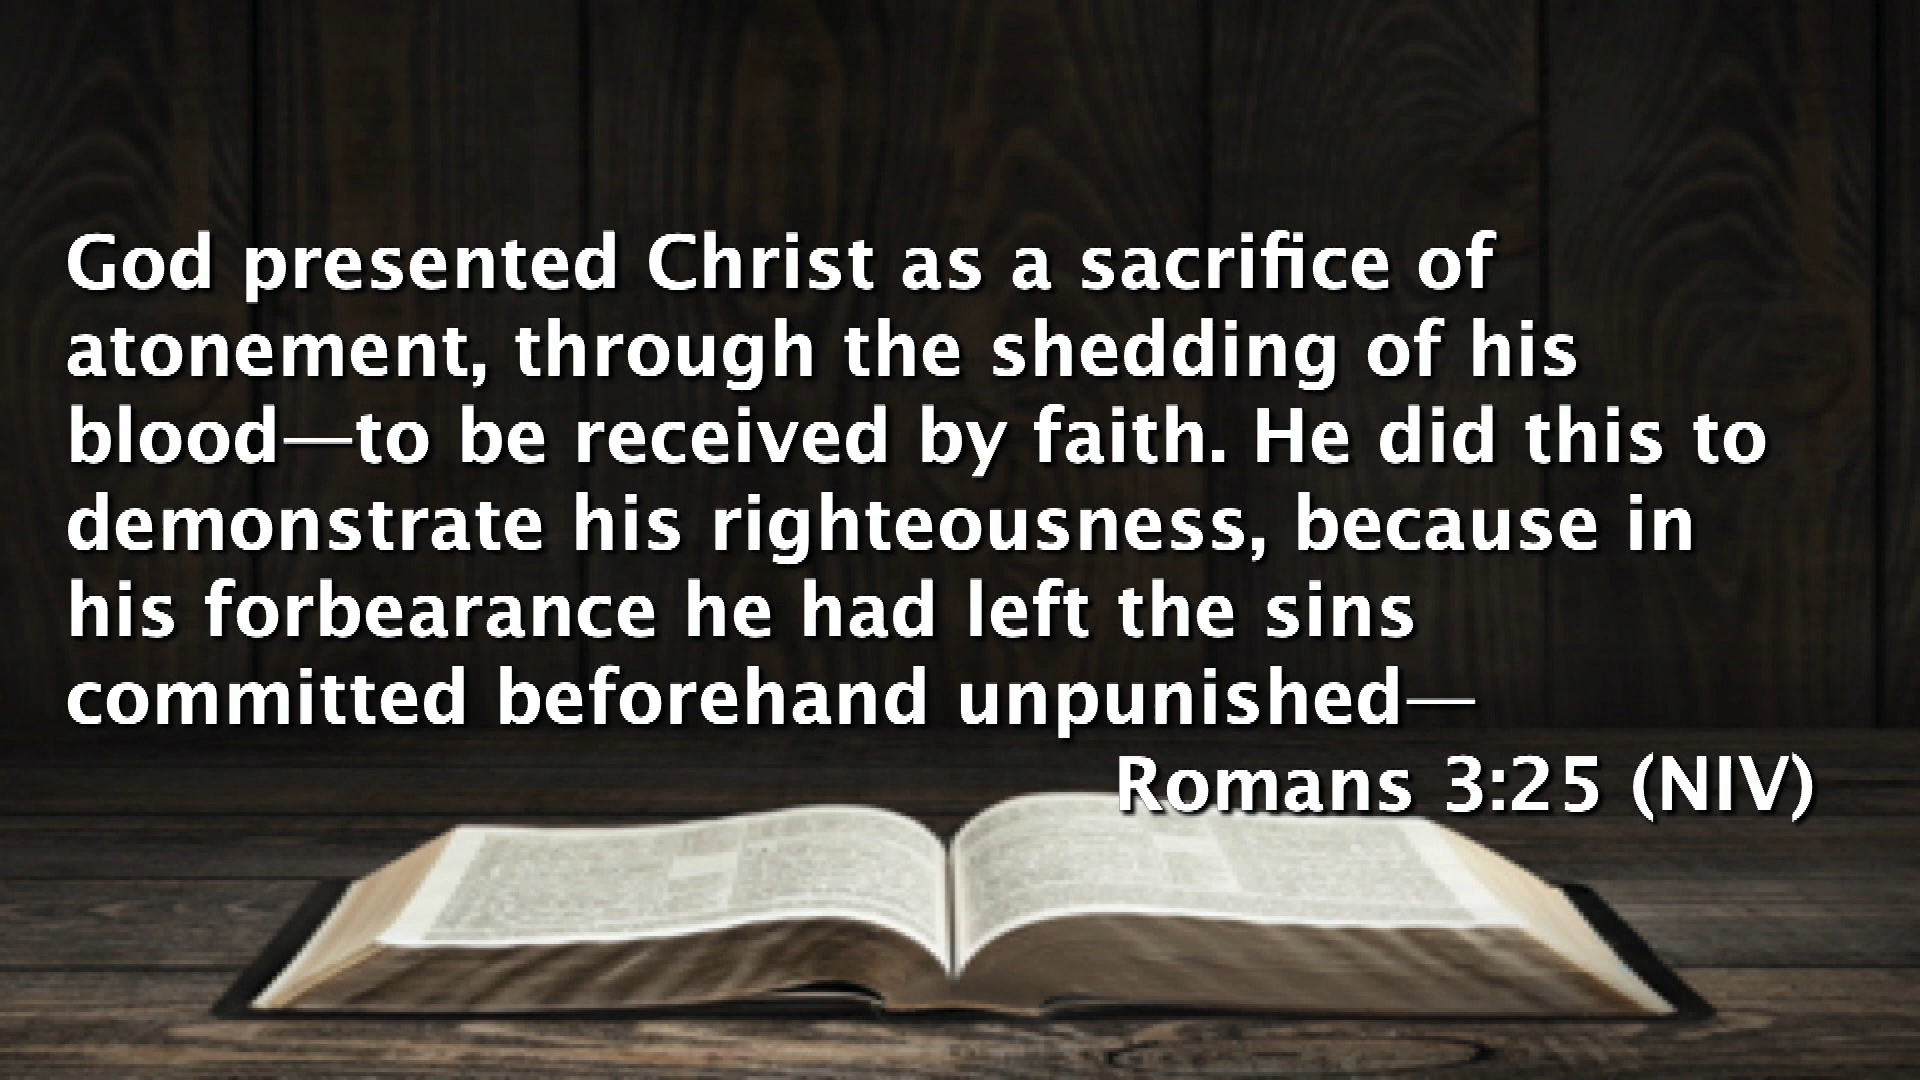 God presented Christ as a sacrifice of
atonement, through the shedding of his
blood—to be received by faith. He did this to
demonstrate his righteousness, because in
his forbearance he had left the sins
committed beforehand unpunished—
Romans 3:25 (NIV)